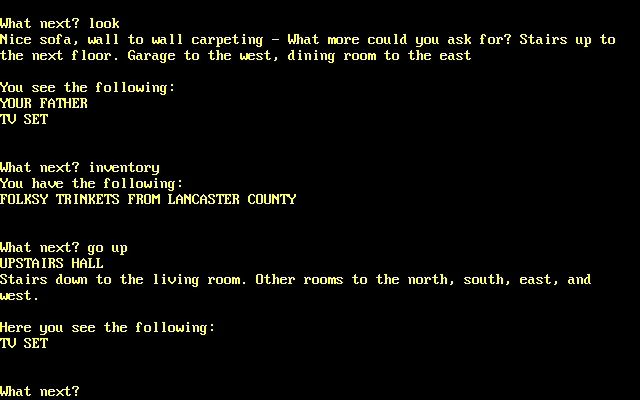 What next? look
Nice sofa, wall to wall carpeting - What more could you ask for? Stairs up to
the next floor. Garage to the west, dining room to the east
You see the following:
YOUR FATHER
TV SET
What next? inventory
You have the following:
FOLKSY TRINKETS FROM LANCASTER COUNTY
What next? go up
UPSTAIRS HALL
Stairs down to the living room. Other rooms to the north, south, east, and
west.
Here you see the following:
TV SET
What next?